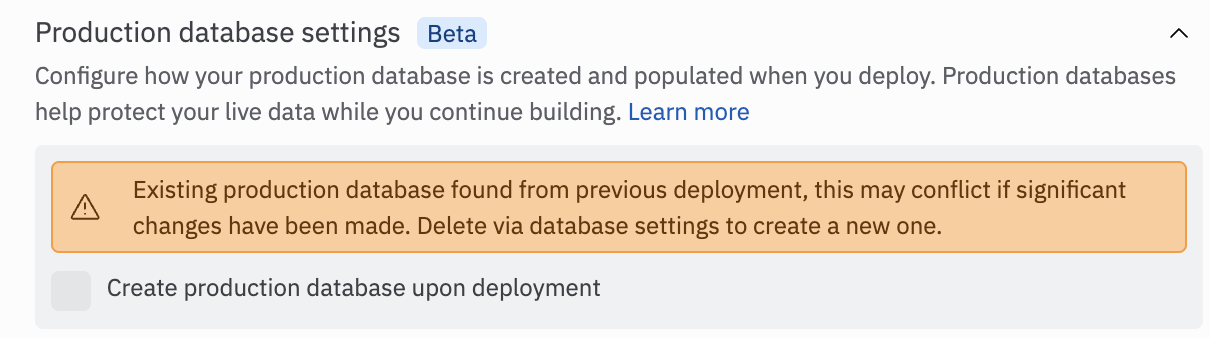 Production database settings Beta
Configure how your production database is created and populated when you deploy. Production databases
help protect your live data while you continue building. Learn more
Existing production database found from previous deployment, this may conflict if significant
changes have been made. Delete via database settings to create a new one.
Create production database upon deployment